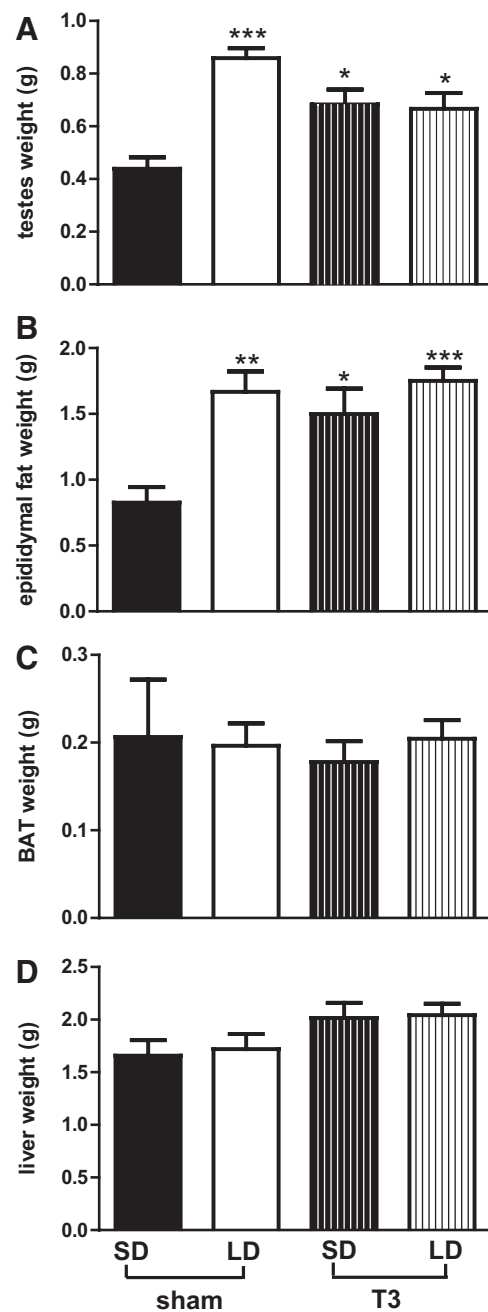 A
testes weight (g)
1.0
0.8
0.6
0.4
0.2
0.0
***
*
*
B
epididymal fat weight (g)
2.0
1.5
1.0
0.5
0.0
**
*
***
C
BAT weight (g)
0.3
0.2
0.1
0.0
D
liver weight (g)
2.5
2.0
1.5
1.0
0.5
0.0
SD LD SD LD
sham T3